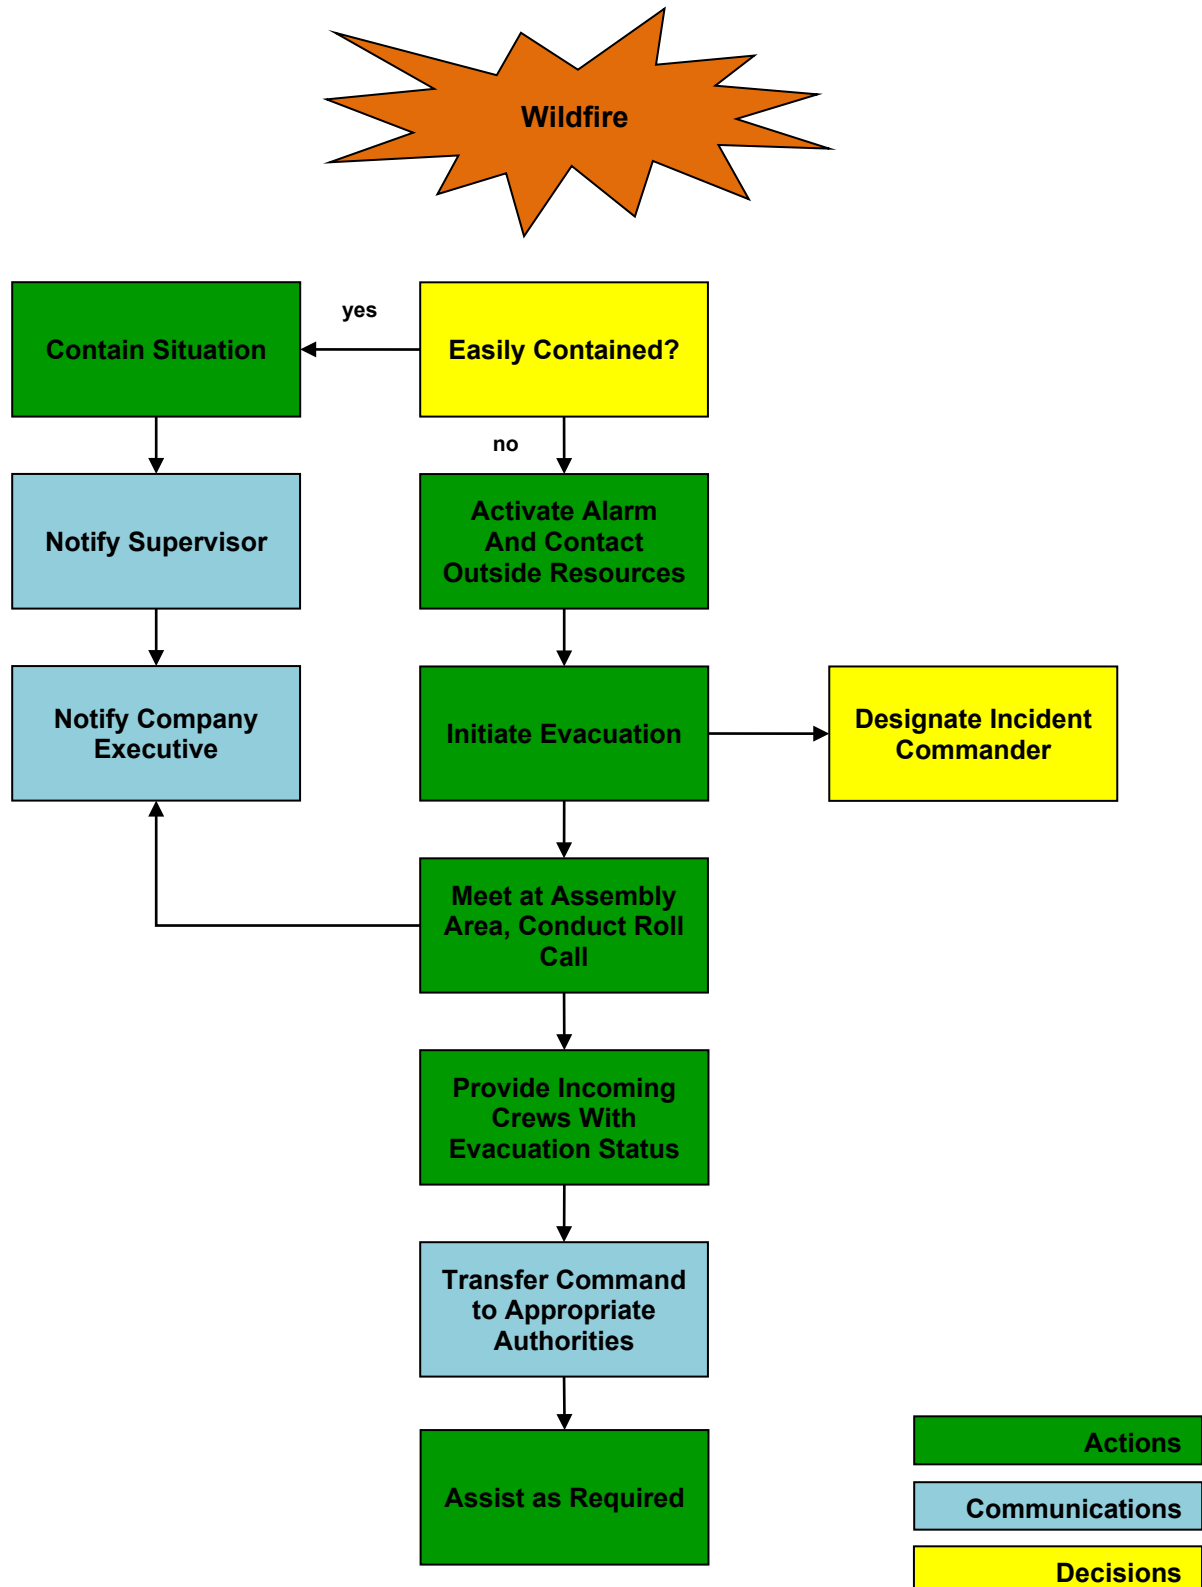 Wildfire
yes
Contain Situation
Easily Contained?
no
Notify Supervisor
Activate Alarm
And Contact
Outside Resources
Notify Company
Executive
Initiate Evacuation
Designate Incident
Commander
Meet at Assembly
Area, Conduct Roll
Call
Provide Incoming
Crews With
Evacuation Status
Transfer Command
to Appropriate
Authorities
Assist as Required
Actions
Communications
Decisions